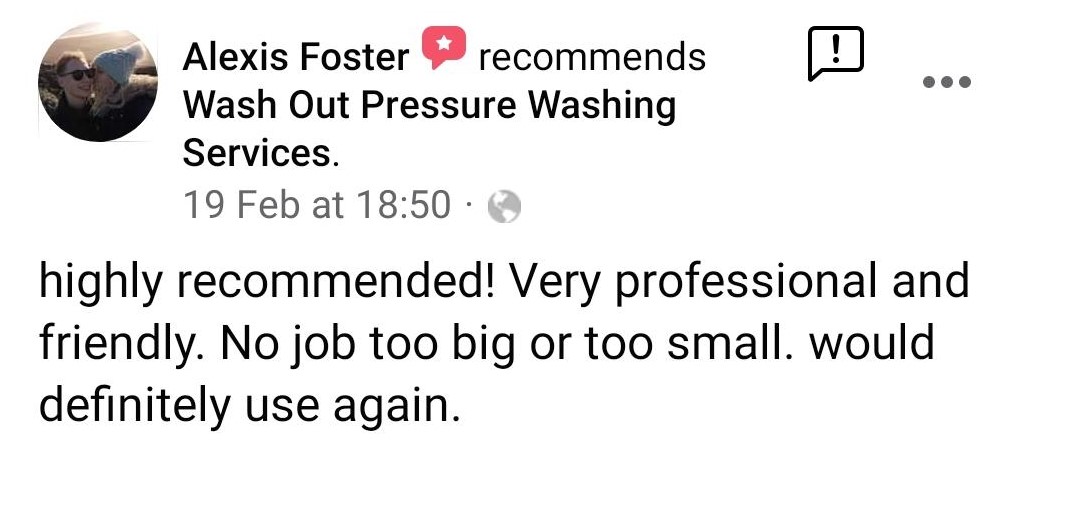 Alexis Foster recommends
Wash Out Pressure Washing
Services.
19 Feb at 18:50 ·
highly recommended! Very professional and
friendly. No job too big or too small. would
definitely use again.